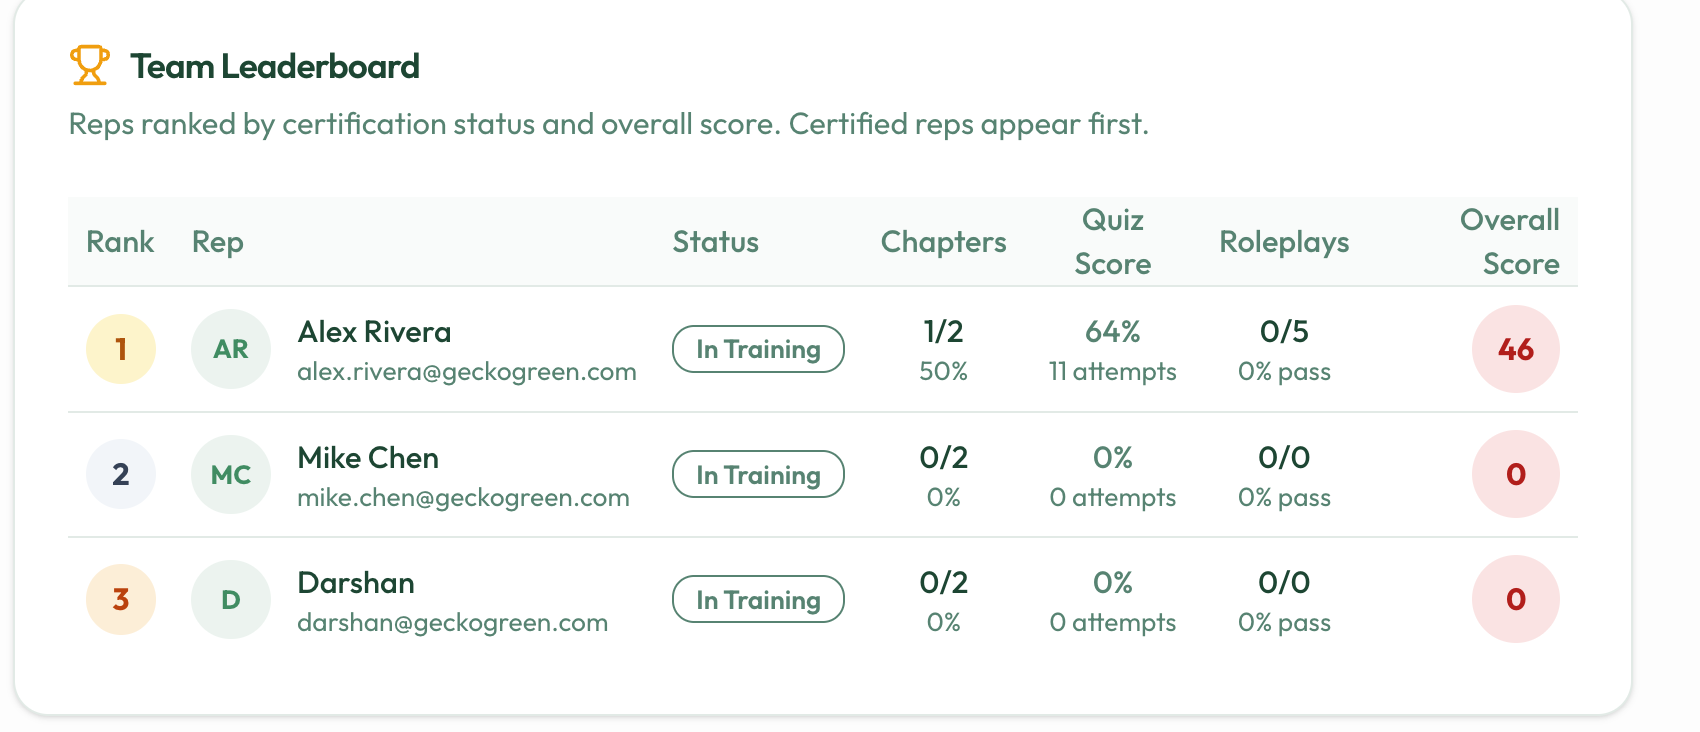 Team Leaderboard
Reps ranked by certification status and overall score. Certified reps appear first.
Rank Rep Status Chapters Quiz Score Roleplays Overall Score
1 AR Alex Rivera In Training 1/2 64% 0/5 46
alex.rivera@geckogreen.com 50% 11 attempts 0% pass
2 MC Mike Chen In Training 0/2 0% 0/0 0
mike.chen@geckogreen.com 0% 0 attempts 0% pass
3 D Darshan In Training 0/2 0% 0/0 0
darshan@geckogreen.com 0% 0 attempts 0% pass